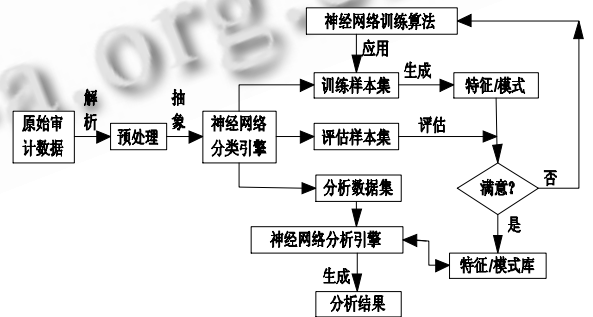 神经网络训练算法
应用
训练样本集
生成
特征/模式
解析
抽象
原始审
计数据
预处理
神经网络
分类引擎
评估样本集
评估
满意?
否
是
分析数据集
神经网络分析引擎
特征/模式库
生成
分析结果
a.org.